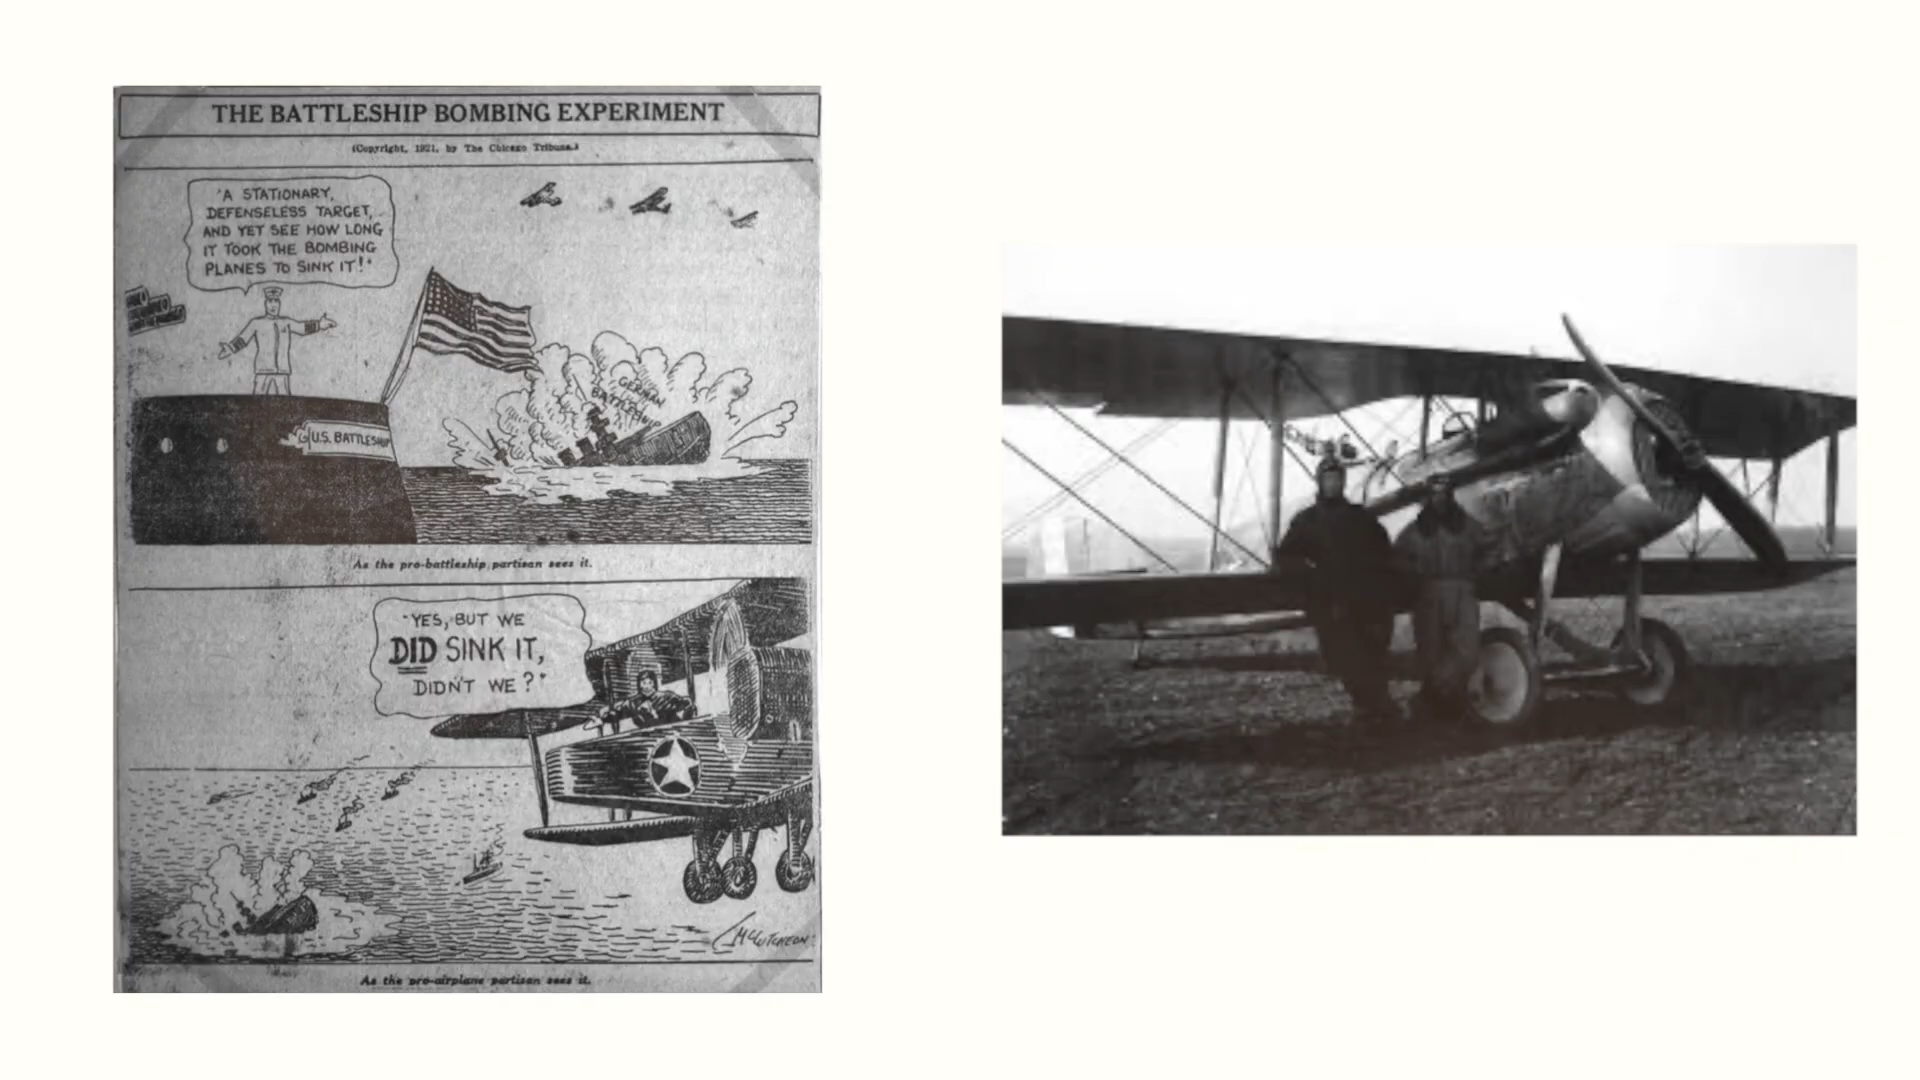 THE BATTLESHIP BOMBING EXPERIMENT
(Copyright, 1921, by The Chicago Tribune.)
"A STATIONARY,
DEFENSELESS TARGET,
AND YET SEE HOW LONG
IT TOOK THE BOMBING
PLANES TO SINK IT!"
GERMAN
BATTLESHIP
U.S. BATTLESHIP
As the pro-battleship partisan sees it.
"YES, BUT WE
DID SINK IT,
DIDN'T WE?"
McCUTCHEON
As the pro-airplane partisan sees it.